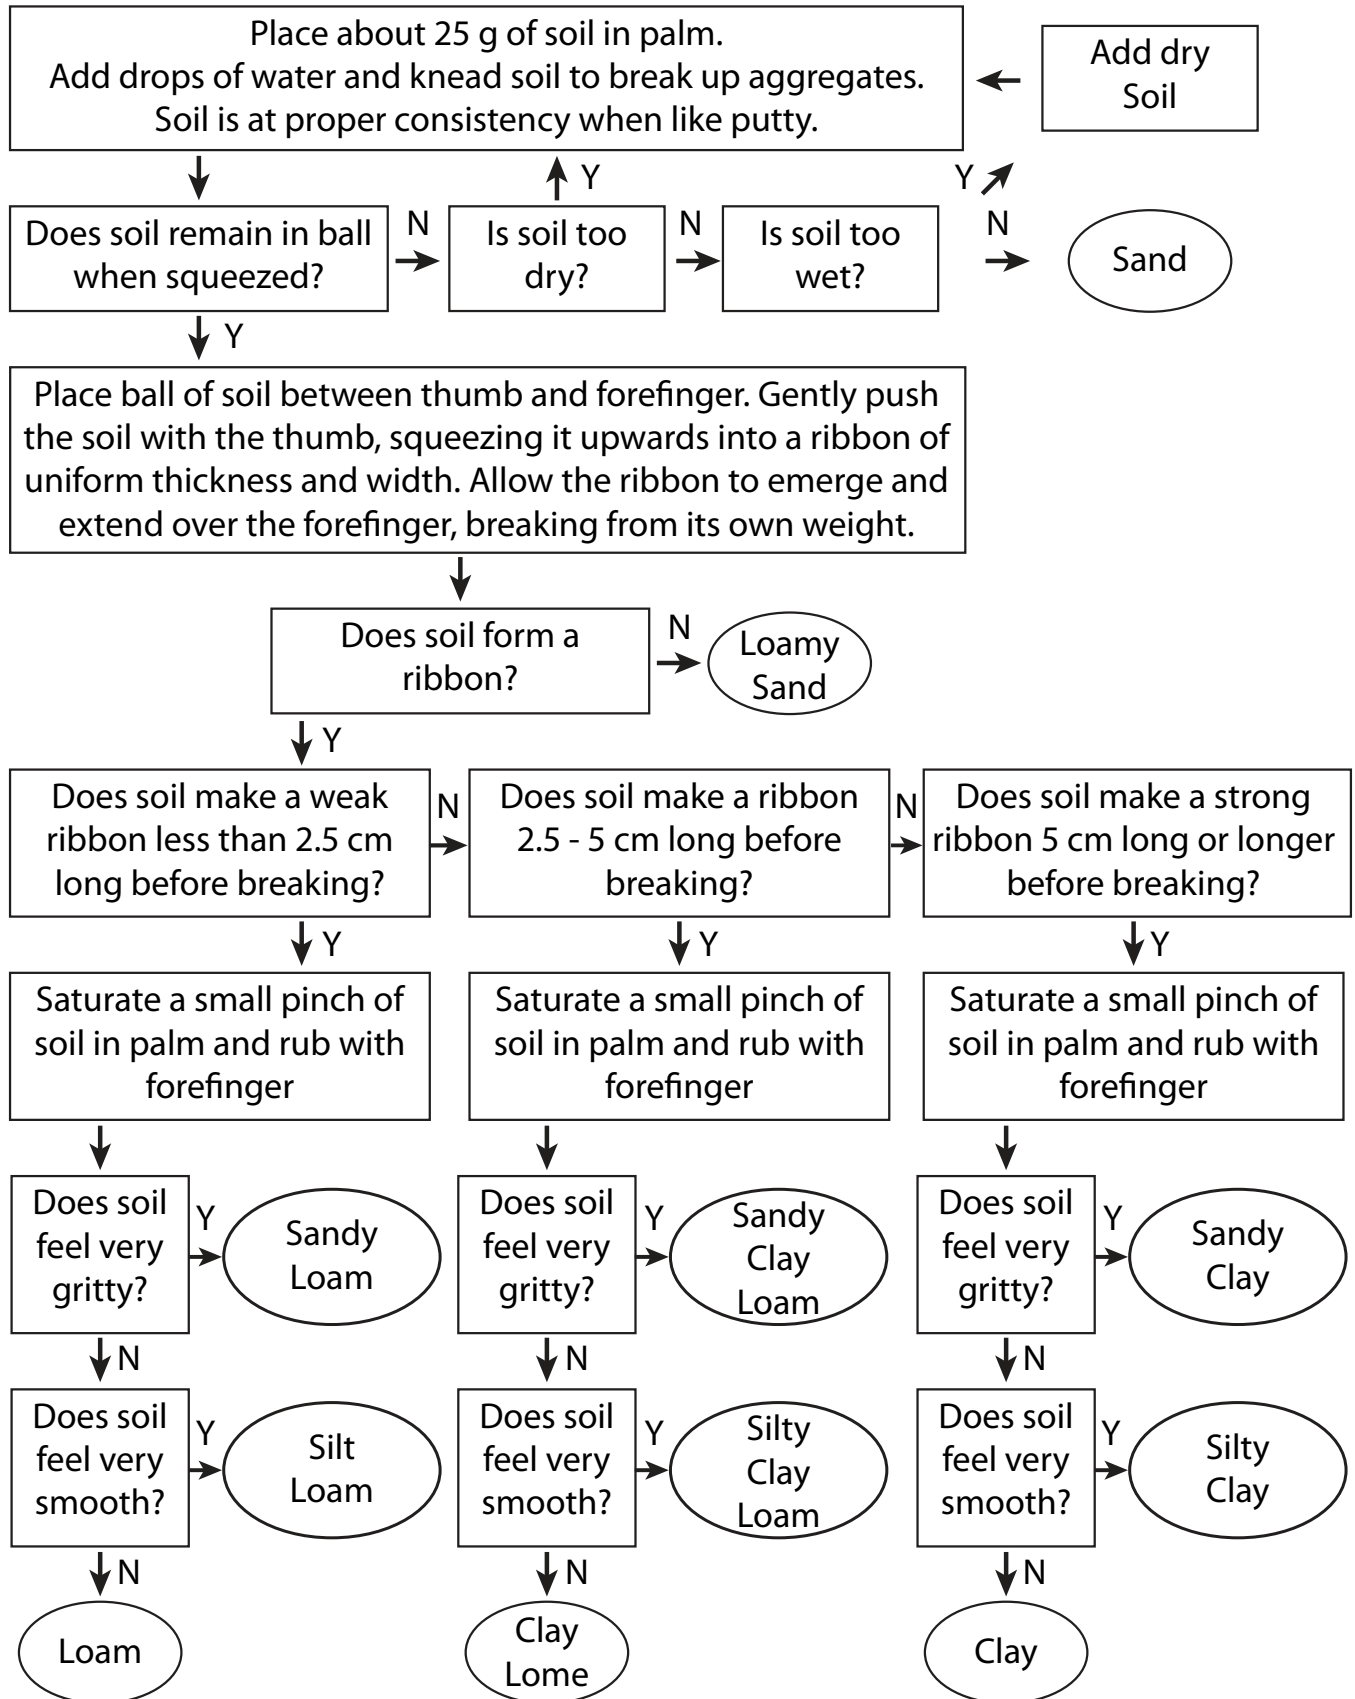 Place about 25 g of soil in palm.
Add drops of water and knead soil to break up aggregates.
Soil is at proper consistency when like putty.
Add dry
Soil
Y
Y
Does soil remain in ball
when squeezed?
N
Is soil too
dry?
N
Is soil too
wet?
N
Sand
Y
Place ball of soil between thumb and forefinger. Gently push
the soil with the thumb, squeezing it upwards into a ribbon of
uniform thickness and width. Allow the ribbon to emerge and
extend over the forefinger, breaking from its own weight.
Does soil form a
ribbon?
N
Loamy
Sand
Y
Does soil make a weak
ribbon less than 2.5 cm
long before breaking?
N
Does soil make a ribbon
2.5 - 5 cm long before
breaking?
N
Does soil make a strong
ribbon 5 cm long or longer
before breaking?
Y
Y
Y
Saturate a small pinch of
soil in palm and rub with
forefinger
Saturate a small pinch of
soil in palm and rub with
forefinger
Saturate a small pinch of
soil in palm and rub with
forefinger
Does soil
feel very
gritty?
Y
Sandy
Loam
Does soil
feel very
gritty?
Y
Sandy
Clay
Loam
Does soil
feel very
gritty?
Y
Sandy
Clay
N
N
N
Does soil
feel very
smooth?
Y
Silt
Loam
Does soil
feel very
smooth?
Y
Silty
Clay
Loam
Does soil
feel very
smooth?
Y
Silty
Clay
N
N
N
Loam
Clay
Lome
Clay